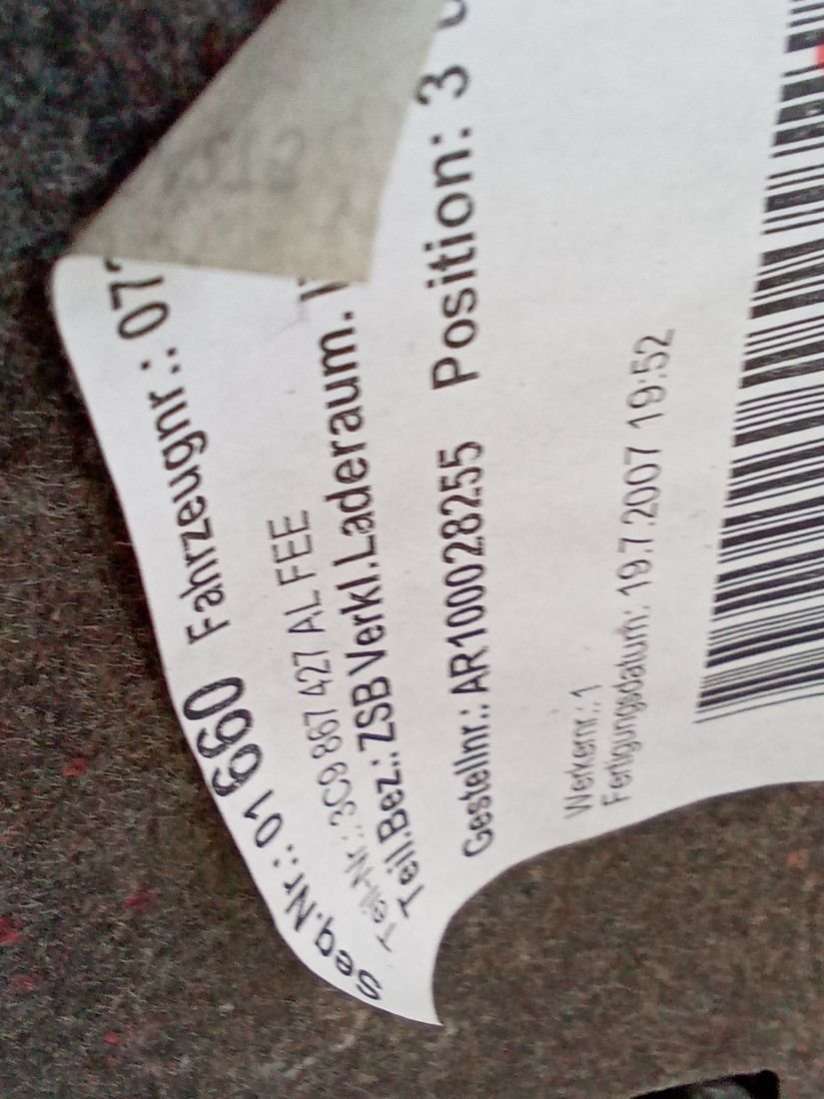 Seq.Nr.: 01 660 Fahrzeugnr.: 07
Teil-Nr.: 3C9 867 427 AL FEE
Teil.Bez.: ZSB Verkl.Laderaum.
Gestellnr.: AR100028255 Position: 3
Werkernr.: 1
Fertigungsdatum: 19.7.2007 19:52